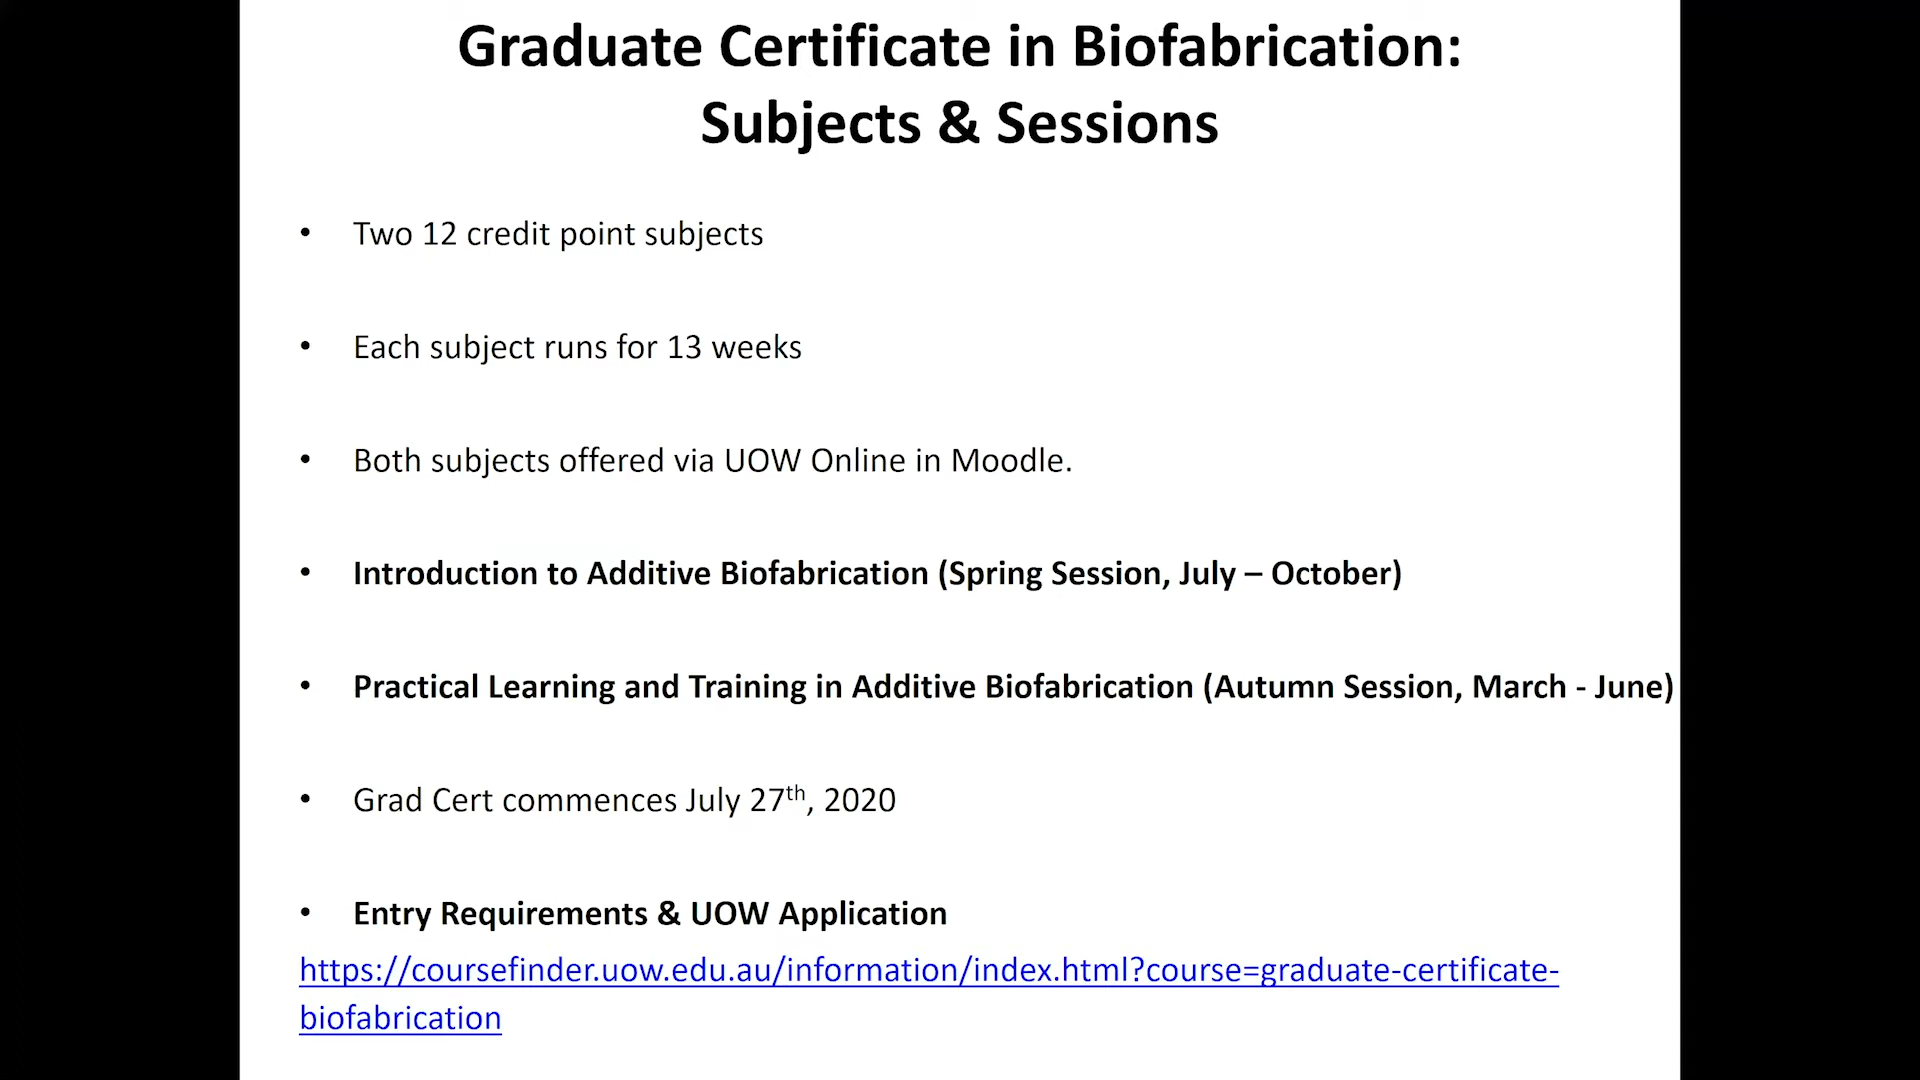 Graduate Certificate in Biofabrication:
Subjects & Sessions
• Two 12 credit point subjects
• Each subject runs for 13 weeks
• Both subjects offered via UOW Online in Moodle.
• Introduction to Additive Biofabrication (Spring Session, July – October)
• Practical Learning and Training in Additive Biofabrication (Autumn Session, March - June)
• Grad Cert commences July 27th, 2020
• Entry Requirements & UOW Application
https://coursefinder.uow.edu.au/information/index.html?course=graduate-certificate-
biofabrication